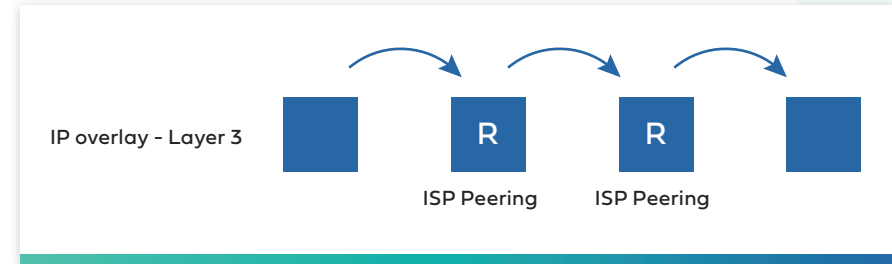 IP overlay - Layer 3
R
R
ISP Peering
ISP Peering